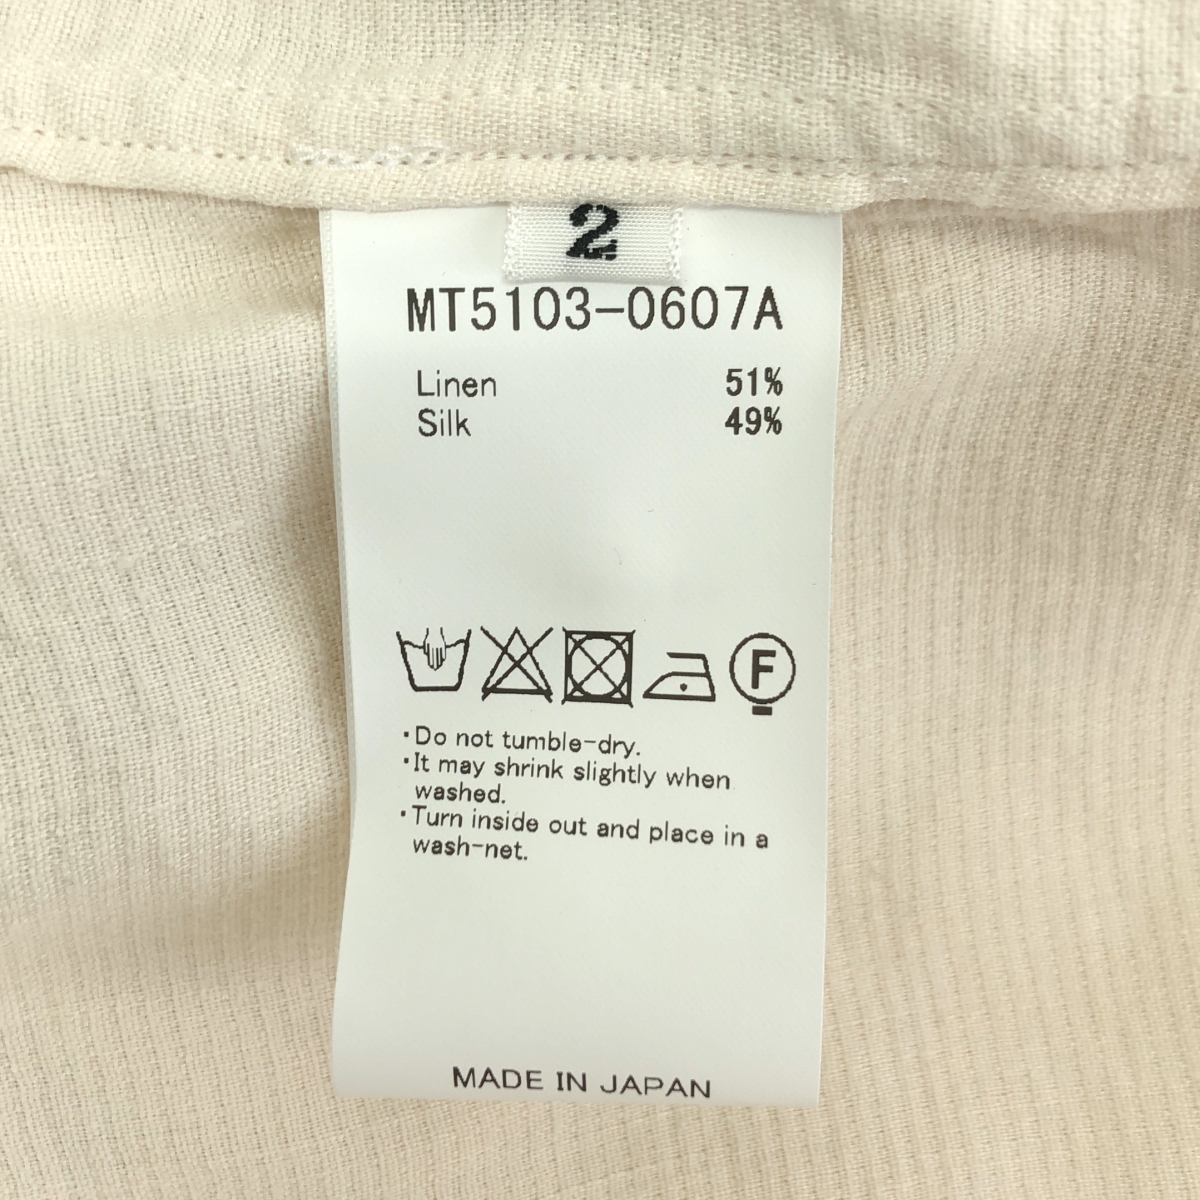 2
MT5103-0607A
Linen 51%
Silk 49%
F
・Do not tumble-dry.
・It may shrink slightly when
washed.
・Turn inside out and place in a
wash-net.
MADE IN JAPAN